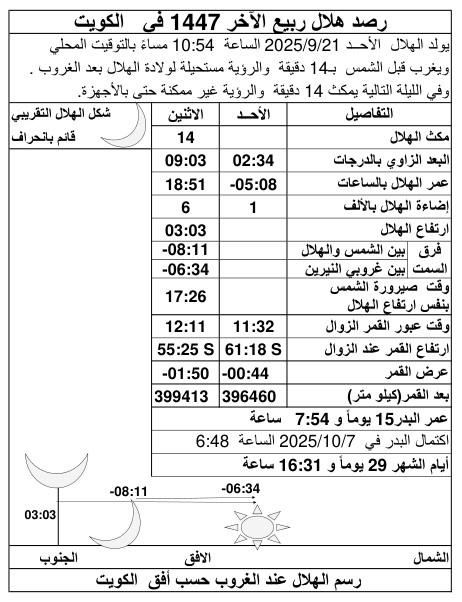 رصد هلال ربيع الآخر 1447 في الكويت
يولد الهلال الأحـــد 2025/9/21 الساعة 10:54 مساءً بالتوقيت المحلي
ويغرب قبل الشمس بـ14 دقيقة والرؤية مستحيلة لولادة الهلال بعد الغروب .
وفي الليلة التالية يمكث 14 دقيقة والرؤية غير ممكنة حتى بالأجهزة.
التفاصيل الأحــد الاثنين شكل الهلال التقريبي
قائم بانحراف
مكث الهلال 14
البعد الزاوي بالدرجات 02:34 09:03
عمر الهلال بالساعات -05:08 18:51
إضاءة الهلال بالألف 1 6
ارتفاع الهلال 03:03
فرق السمت
بين الشمس والهلال -08:11
بين غروبي النيرين -06:34
وقت صيرورة الشمس بنفس ارتفاع الهلال 17:26
وقت عبور القمر الزوال 11:32 12:11
ارتفاع القمر عند الزوال 61:18 S 55:25 S
عرض القمر -00:44 -01:50
بعد القمر(كيلو متر) 396460 399413
عمر البدر15 يوماً و 7:54 ساعة
اكتمال البدر في 2025/10/7 الساعة 6:48
أيام الشهر 29 يوماً و 16:31 ساعة
-06:34
-08:11
03:03
الشمال الافق الجنوب
رسم الهلال عند الغروب حسب أفق الكويت